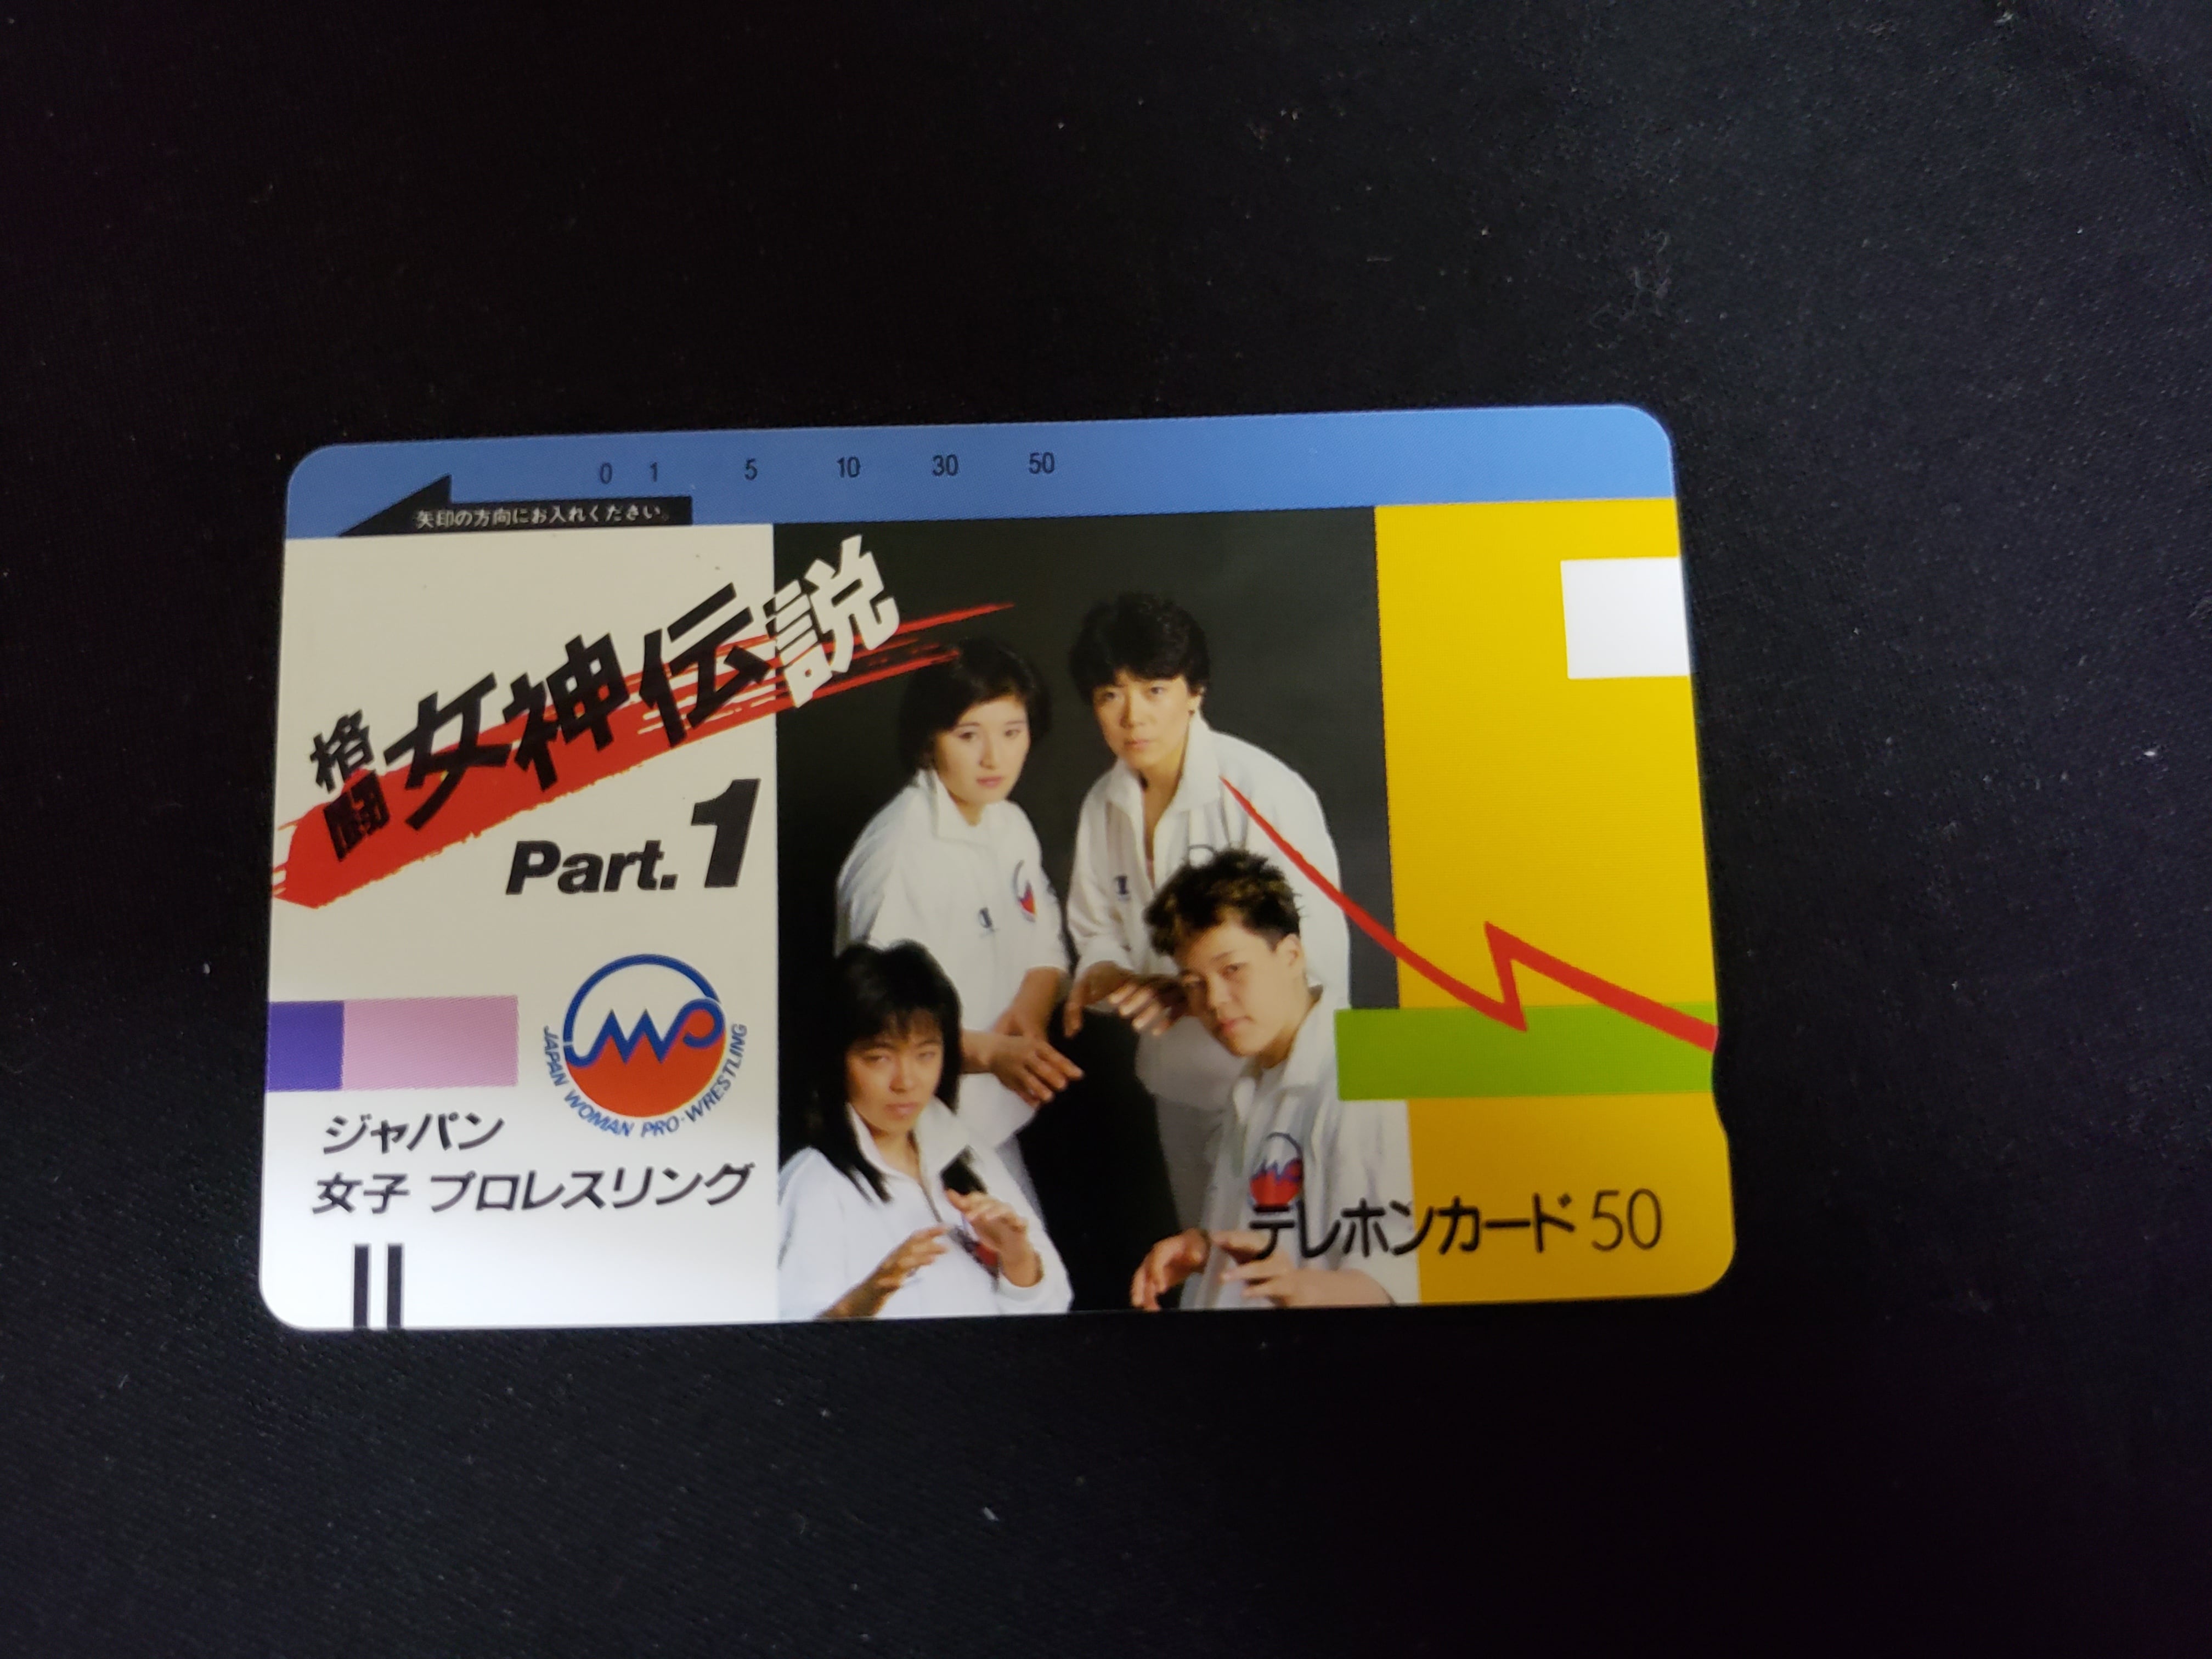 0 1 5 10 30 50
矢印の方向にお入れください。
格闘女神伝説
Part.1
JWP
JAPAN WOMAN PRO-WRESTLING
ジャパン
女子 プロレスリング
テレホンカード 50